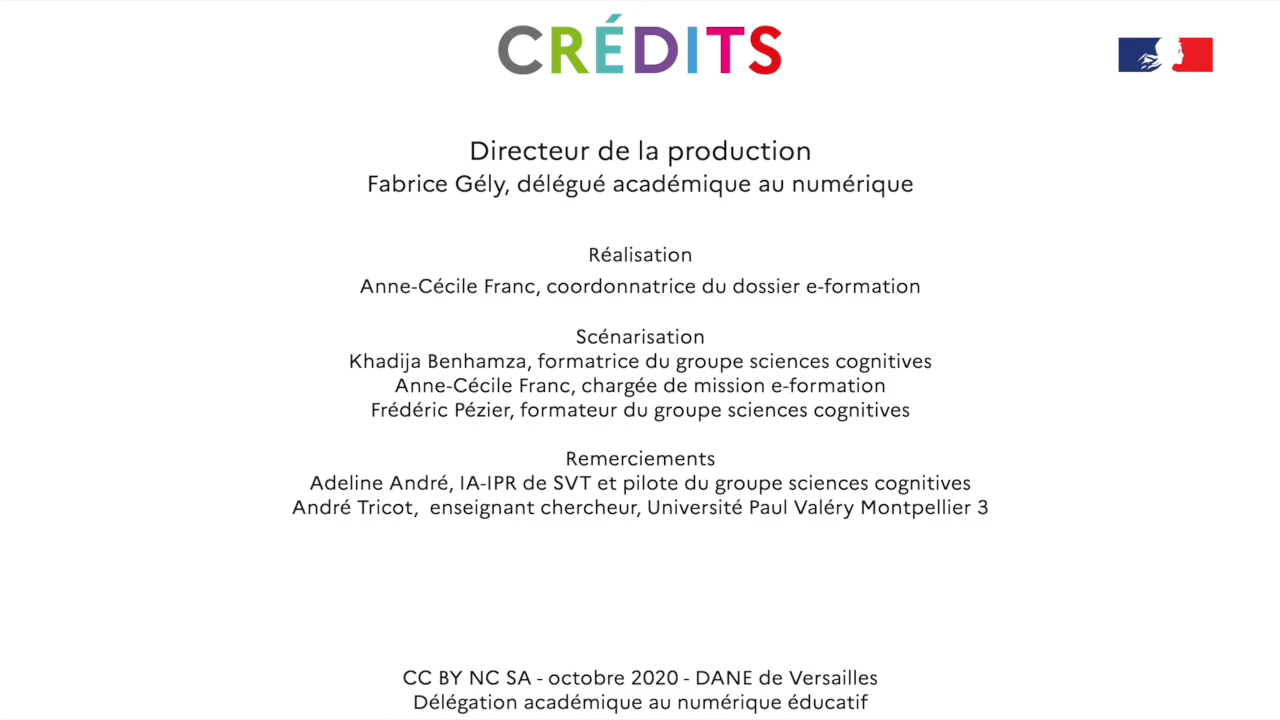 CRÉDITS
Directeur de la production
Fabrice Gély, délégué académique au numérique
Réalisation
Anne-Cécile Franc, coordonnatrice du dossier e-formation
Scénarisation
Khadija Benhamza, formatrice du groupe sciences cognitives
Anne-Cécile Franc, chargée de mission e-formation
Frédéric Pézier, formateur du groupe sciences cognitives
Remerciements
Adeline André, IA-IPR de SVT et pilote du groupe sciences cognitives
André Tricot,  enseignant chercheur, Université Paul Valéry Montpellier 3
CC BY NC SA - octobre 2020 - DANE de Versailles
Délégation académique au numérique éducatif